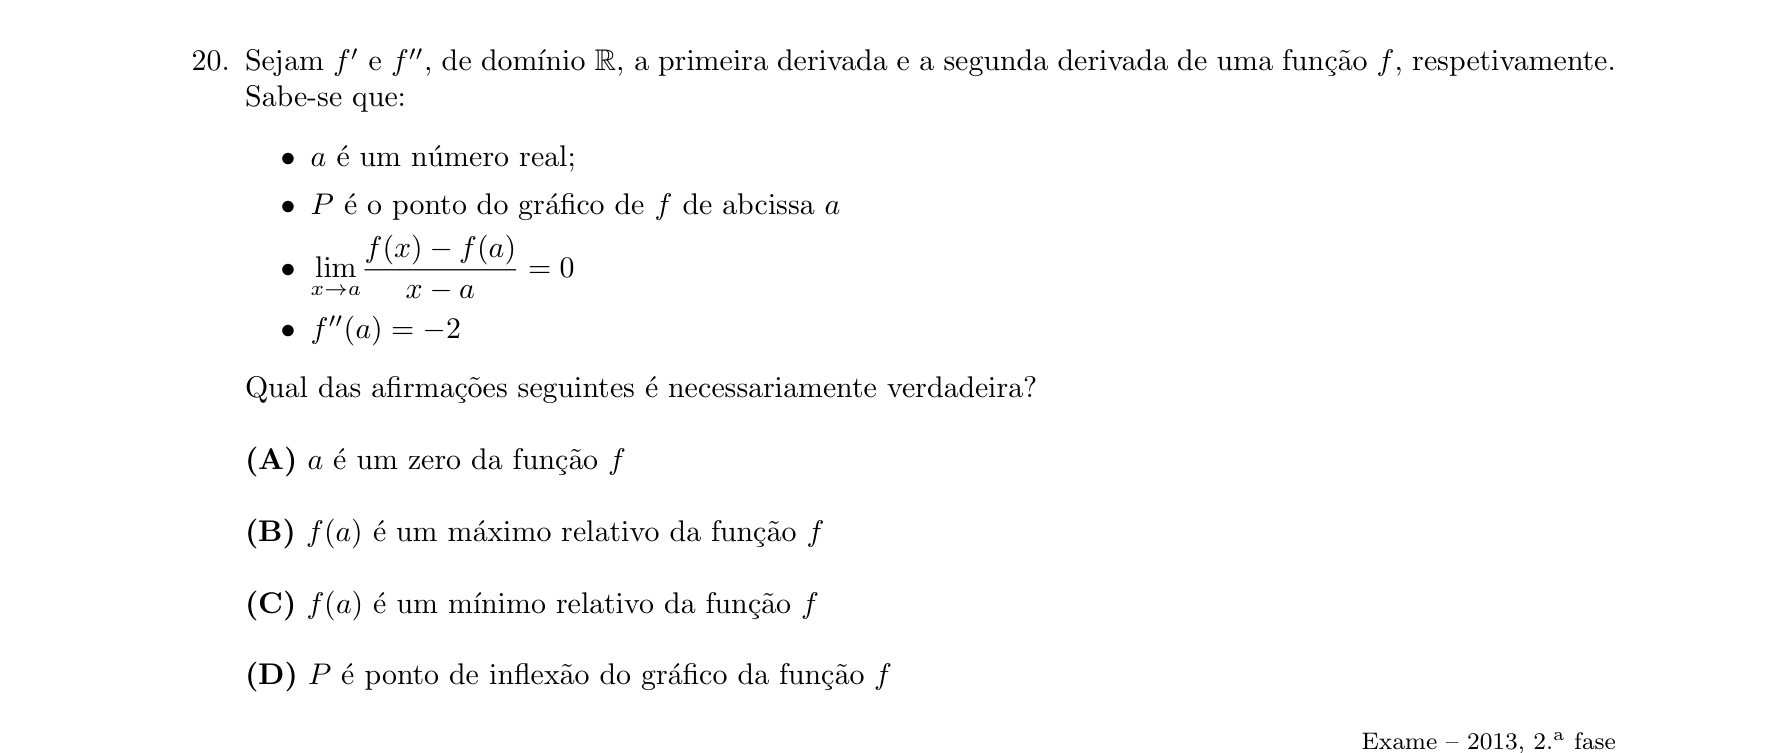 20. Sejam f′ e f″, de domínio ℝ, a primeira derivada e a segunda derivada de uma função f, respetivamente.
Sabe-se que:
• a é um número real;
• P é o ponto do gráfico de f de abcissa a
• lim_{x→a} \frac{f(x) − f(a)}{x − a} = 0
• f″(a) = −2
Qual das afirmações seguintes é necessariamente verdadeira?
(A) a é um zero da função f
(B) f(a) é um máximo relativo da função f
(C) f(a) é um mínimo relativo da função f
(D) P é ponto de inflexão do gráfico da função f
Exame – 2013, 2.ª fase